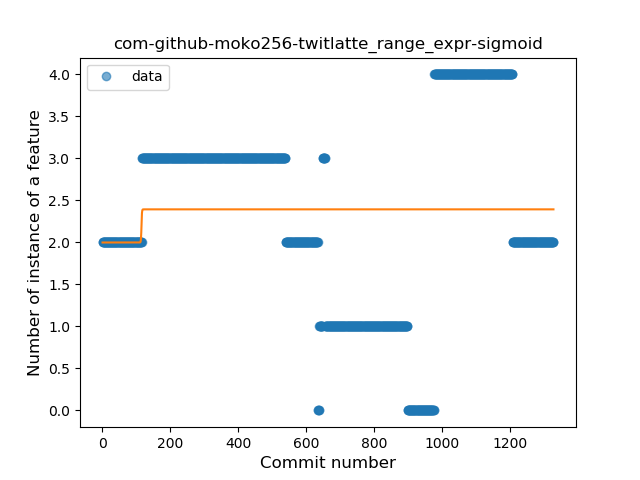 com-github-moko256-twitlatte_range_expr-sigmoid
data
Number of instance of a feature
4.0
3.5
3.0
2.5
2.0
1.5
1.0
0.5
0.0
0 200 400 600 800 1000 1200
Commit number